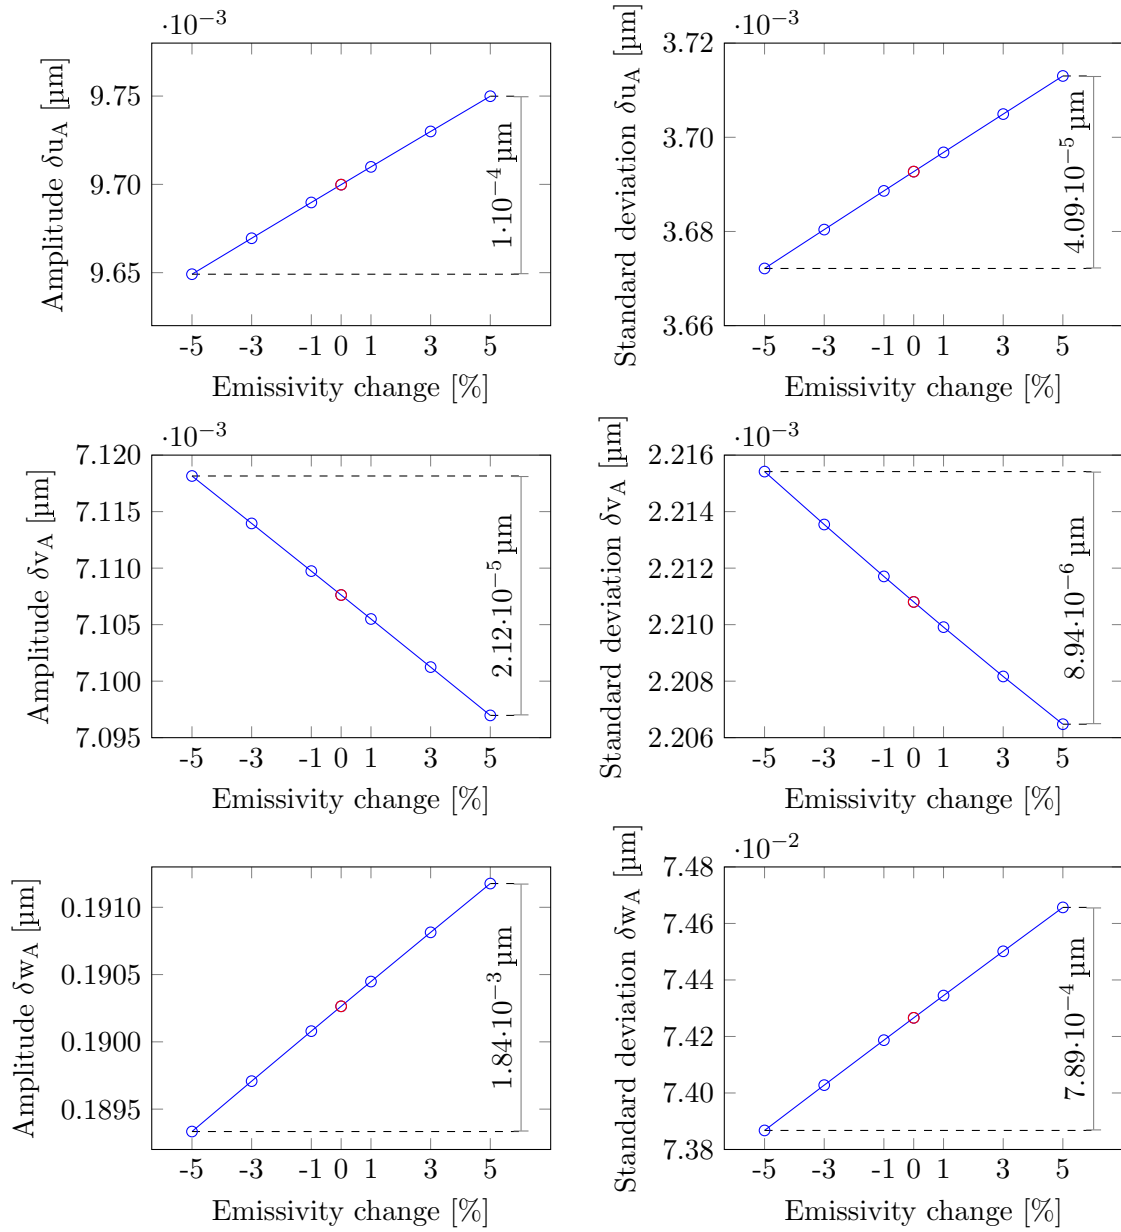 ·10⁻³
Amplitude δu_A [µm]
9.75
9.70
9.65
1·10⁻⁴ µm
-5 -3 -1 0 1 3 5
Emissivity change [%]
·10⁻³
Standard deviation δu_A [µm]
3.72
3.70
3.68
3.66
4.09·10⁻⁵ µm
-5 -3 -1 0 1 3 5
Emissivity change [%]
·10⁻³
Amplitude δv_A [µm]
7.120
7.115
7.110
7.105
7.100
7.095
2.12·10⁻⁵ µm
-5 -3 -1 0 1 3 5
Emissivity change [%]
·10⁻³
Standard deviation δv_A [µm]
2.216
2.214
2.212
2.210
2.208
2.206
8.94·10⁻⁶ µm
-5 -3 -1 0 1 3 5
Emissivity change [%]
Amplitude δw_A [µm]
0.1910
0.1905
0.1900
0.1895
1.84·10⁻³ µm
-5 -3 -1 0 1 3 5
Emissivity change [%]
·10⁻²
Standard deviation δw_A [µm]
7.48
7.46
7.44
7.42
7.40
7.38
7.89·10⁻⁴ µm
-5 -3 -1 0 1 3 5
Emissivity change [%]